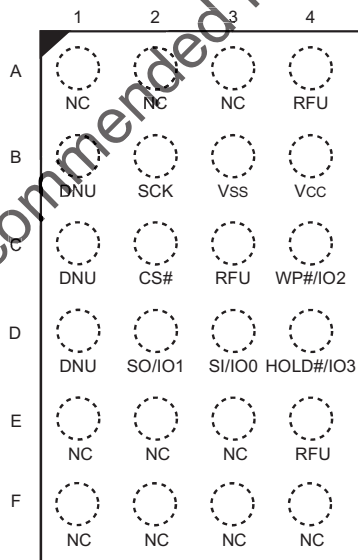 1 2 3 4
A
NC NC NC RFU
B
DNU SCK Vss Vcc
C
DNU CS# RFU WP#/IO2
D
DNU SO/IO1 SI/IO0 HOLD#/IO3
E
NC NC NC RFU
F
NC NC NC NC